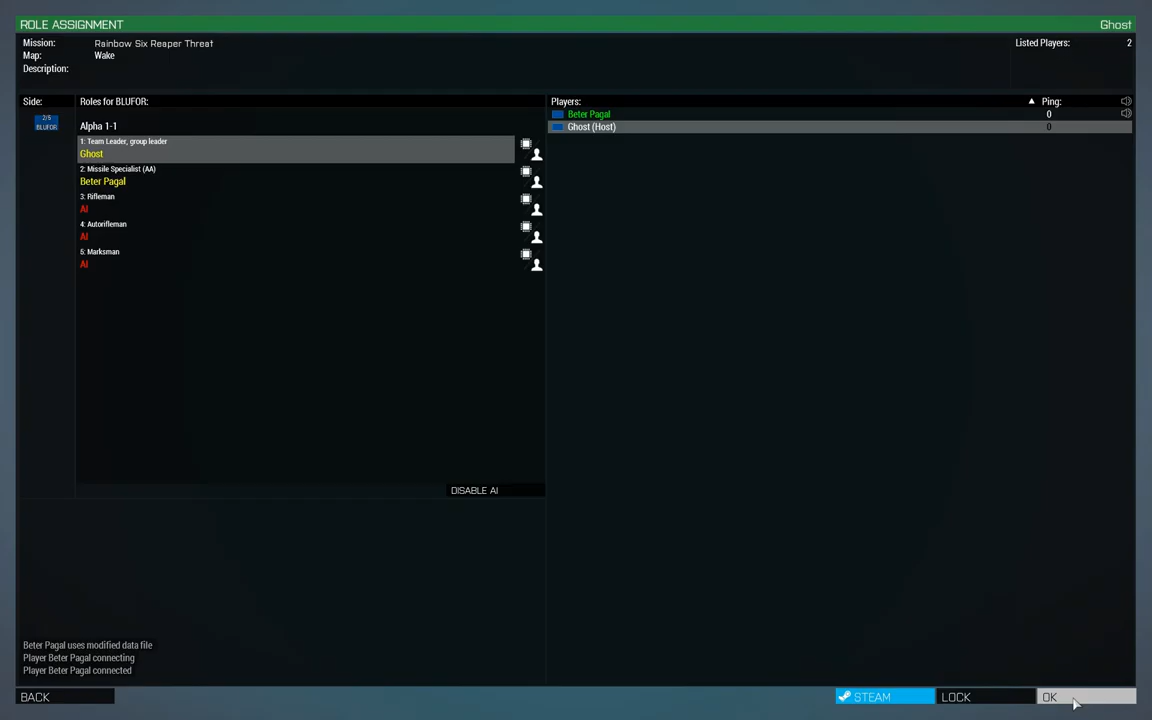 ROLE ASSIGNMENT Ghost
Mission: Rainbow Six Reaper Threat Listed Players: 2
Map: Wake
Description:
Side: Roles for BLUFOR: Players: Ping:
2/5
BLUFOR
Beter Pagal 0
Alpha 1-1
Ghost (Host) 0
1: Team Leader, group leader
Ghost
2: Missile Specialist (AA)
Beter Pagal
3: Rifleman
AI
4: Autorifleman
AI
5: Marksman
AI
DISABLE AI
Beter Pagal uses modified data file
Player Beter Pagal connecting
Player Beter Pagal connected
BACK STEAM LOCK OK